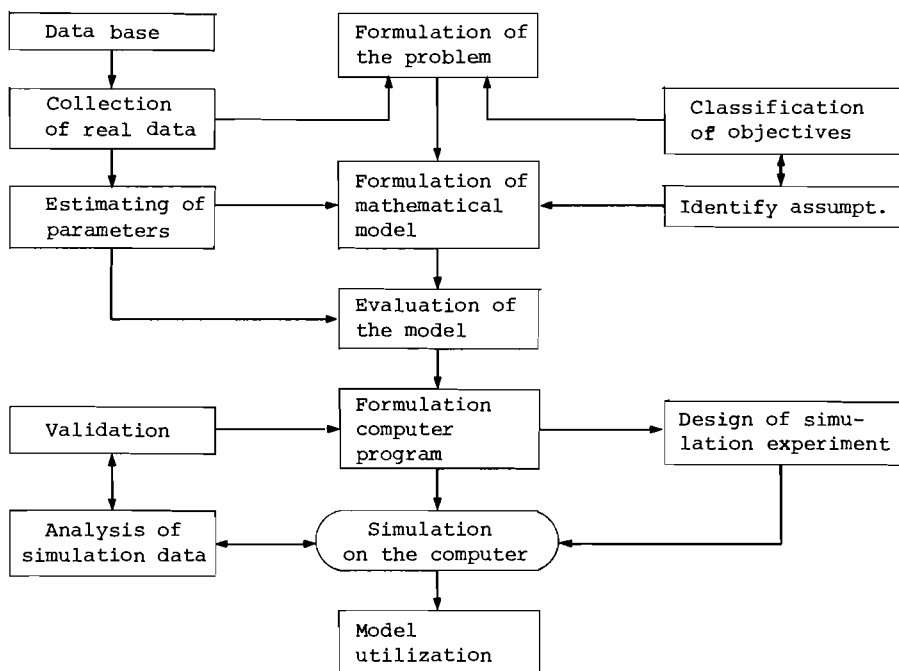 Data base
Formulation of
the problem
Collection
of real data
Classification
of objectives
Estimating of
parameters
Formulation of
mathematical
model
Identify assumpt.
Evaluation of
the model
Validation
Formulation
computer
program
Design of simu-
lation experiment
Analysis of
simulation data
Simulation
on the computer
Model
utilization